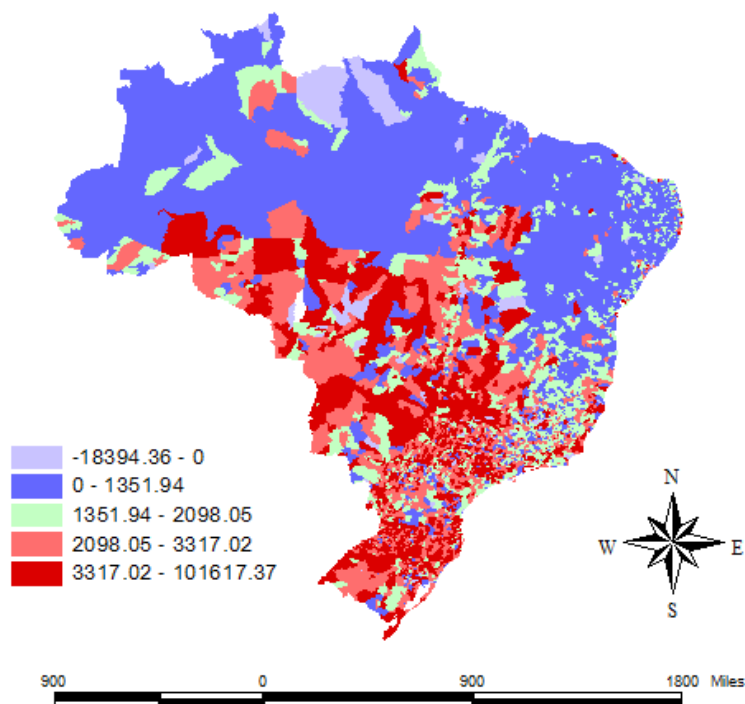 -18394.36 - 0
0 - 1351.94
1351.94 - 2098.05
2098.05 - 3317.02
3317.02 - 101617.37
N
W E
S
900 0 900 1800 Miles